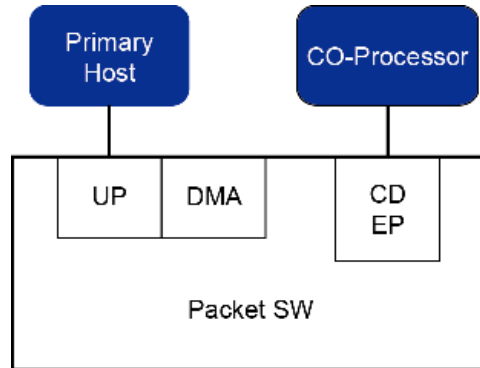 Primary
Host
CO-Processor
UP
DMA
CD
EP
Packet SW